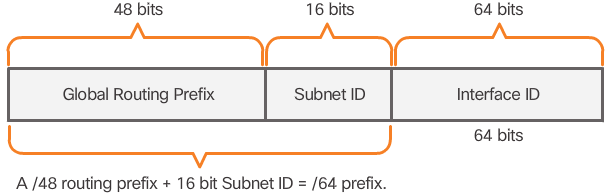 48 bits 16 bits 64 bits
Global Routing Prefix Subnet ID Interface ID
64 bits
A /48 routing prefix + 16 bit Subnet ID = /64 prefix.